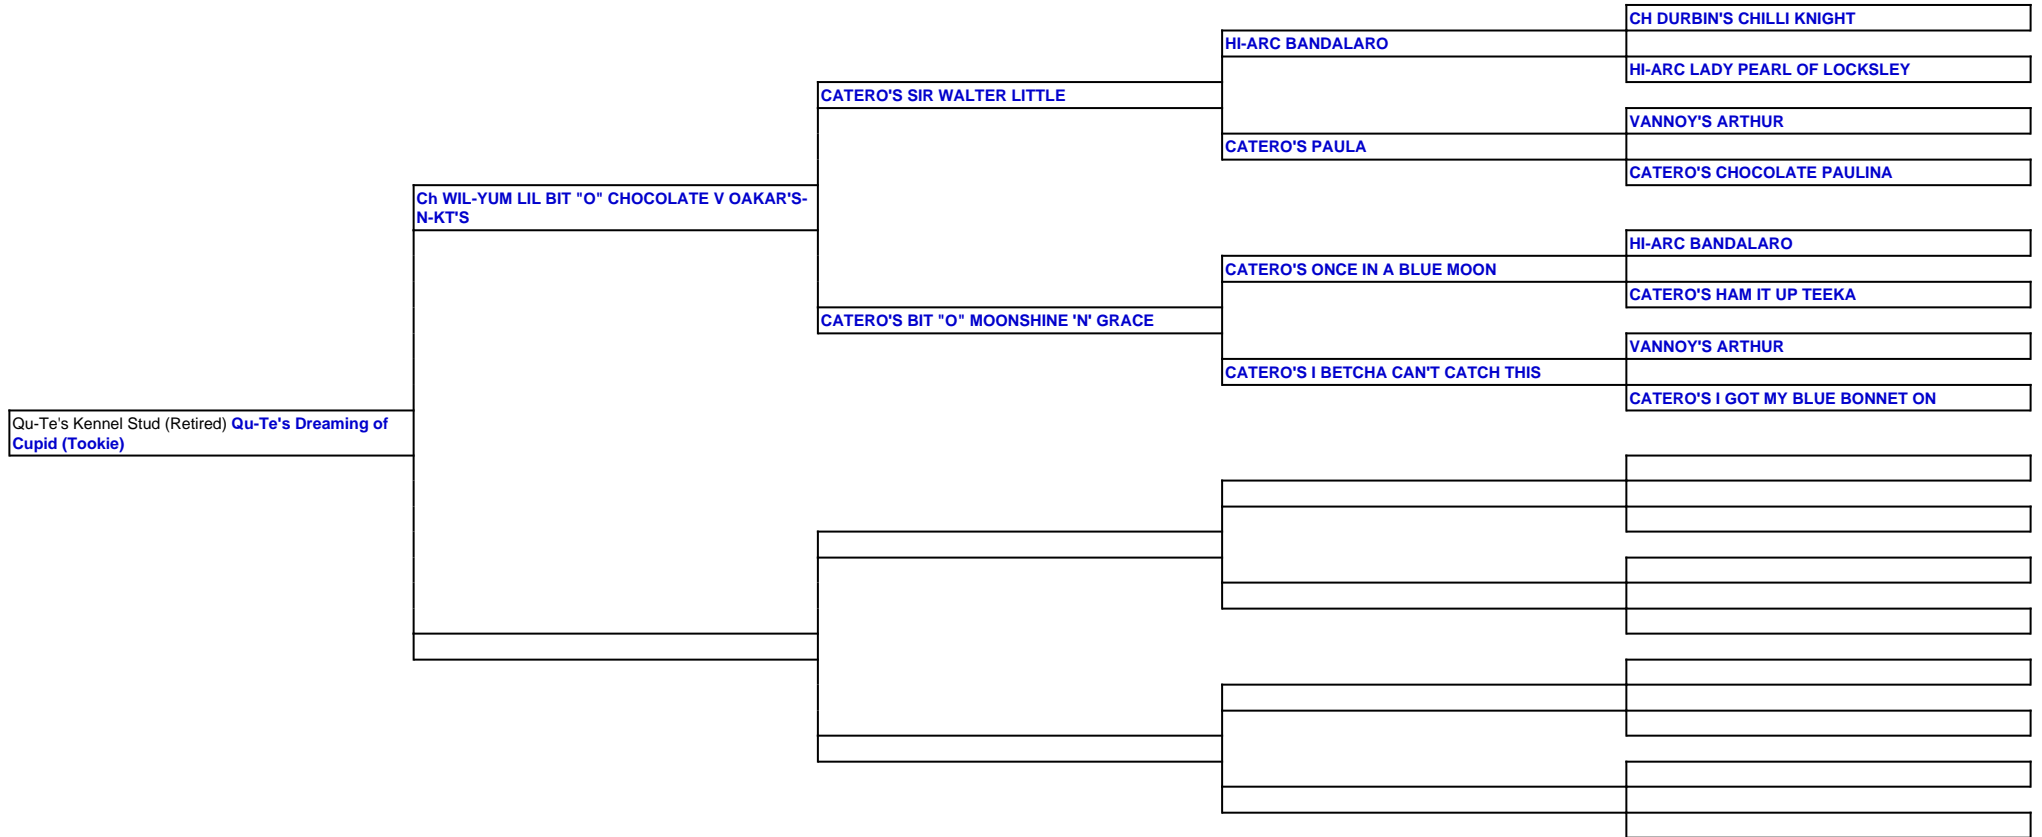 CH DURBIN'S CHILLI KNIGHT
HI-ARC BANDALARO
HI-ARC LADY PEARL OF LOCKSLEY
CATERO'S SIR WALTER LITTLE
VANNOY'S ARTHUR
CATERO'S PAULA
CATERO'S CHOCOLATE PAULINA
Ch WIL-YUM LIL BIT "O" CHOCOLATE V OAKAR'S-
N-KT'S
HI-ARC BANDALARO
CATERO'S ONCE IN A BLUE MOON
CATERO'S HAM IT UP TEEKA
CATERO'S BIT "O" MOONSHINE 'N' GRACE
VANNOY'S ARTHUR
CATERO'S I BETCHA CAN'T CATCH THIS
CATERO'S I GOT MY BLUE BONNET ON
Qu-Te's Kennel Stud (Retired) Qu-Te's Dreaming of
Cupid (Tookie)